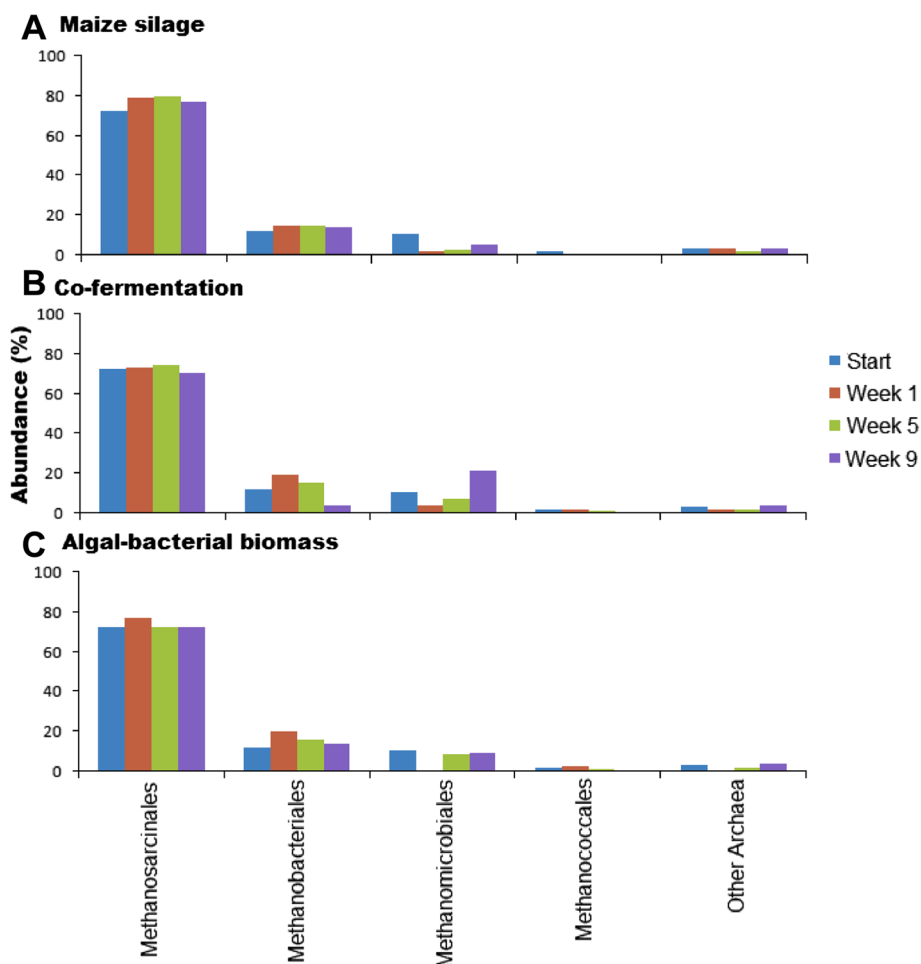 A Maize silage
100
80
60
40
20
0
B Co-fermentation
100
80
60
40
20
0
Abundance (%)
Start
Week 1
Week 5
Week 9
C Algal-bacterial biomass
100
80
60
40
20
0
Methanosarcinales
Methanobacteriales
Methanomicrobiales
Methanococcales
Other Archaea